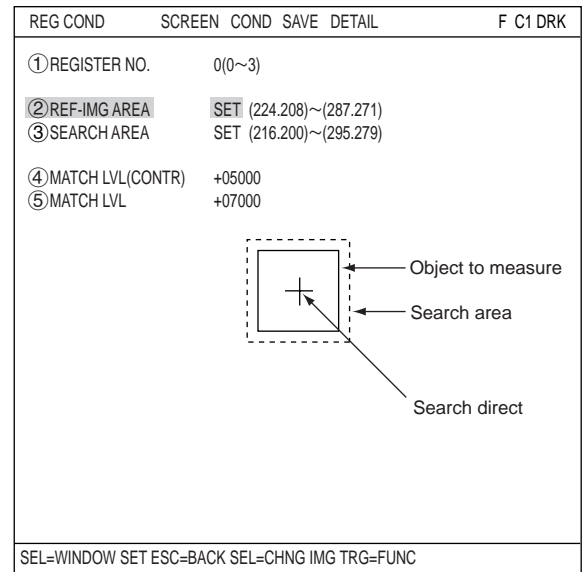 REG COND SCREEN COND SAVE DETAIL F C1 DRK
①REGISTER NO. 0(0~3)
②REF-IMG AREA SET (224.208)~(287.271)
③SEARCH AREA SET (216.200)~(295.279)
④MATCH LVL(CONTR) +05000
⑤MATCH LVL +07000
Object to measure
Search area
Search direct
SEL=WINDOW SET ESC=BACK SEL=CHNG IMG TRG=FUNC